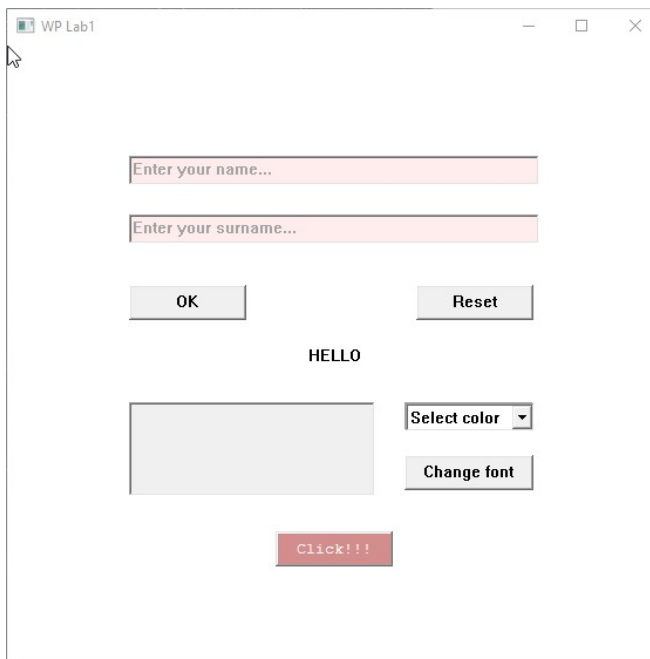 WP Lab1
Enter your name...
Enter your surname...
OK Reset
HELLO
Select color
Change font
Click!!!